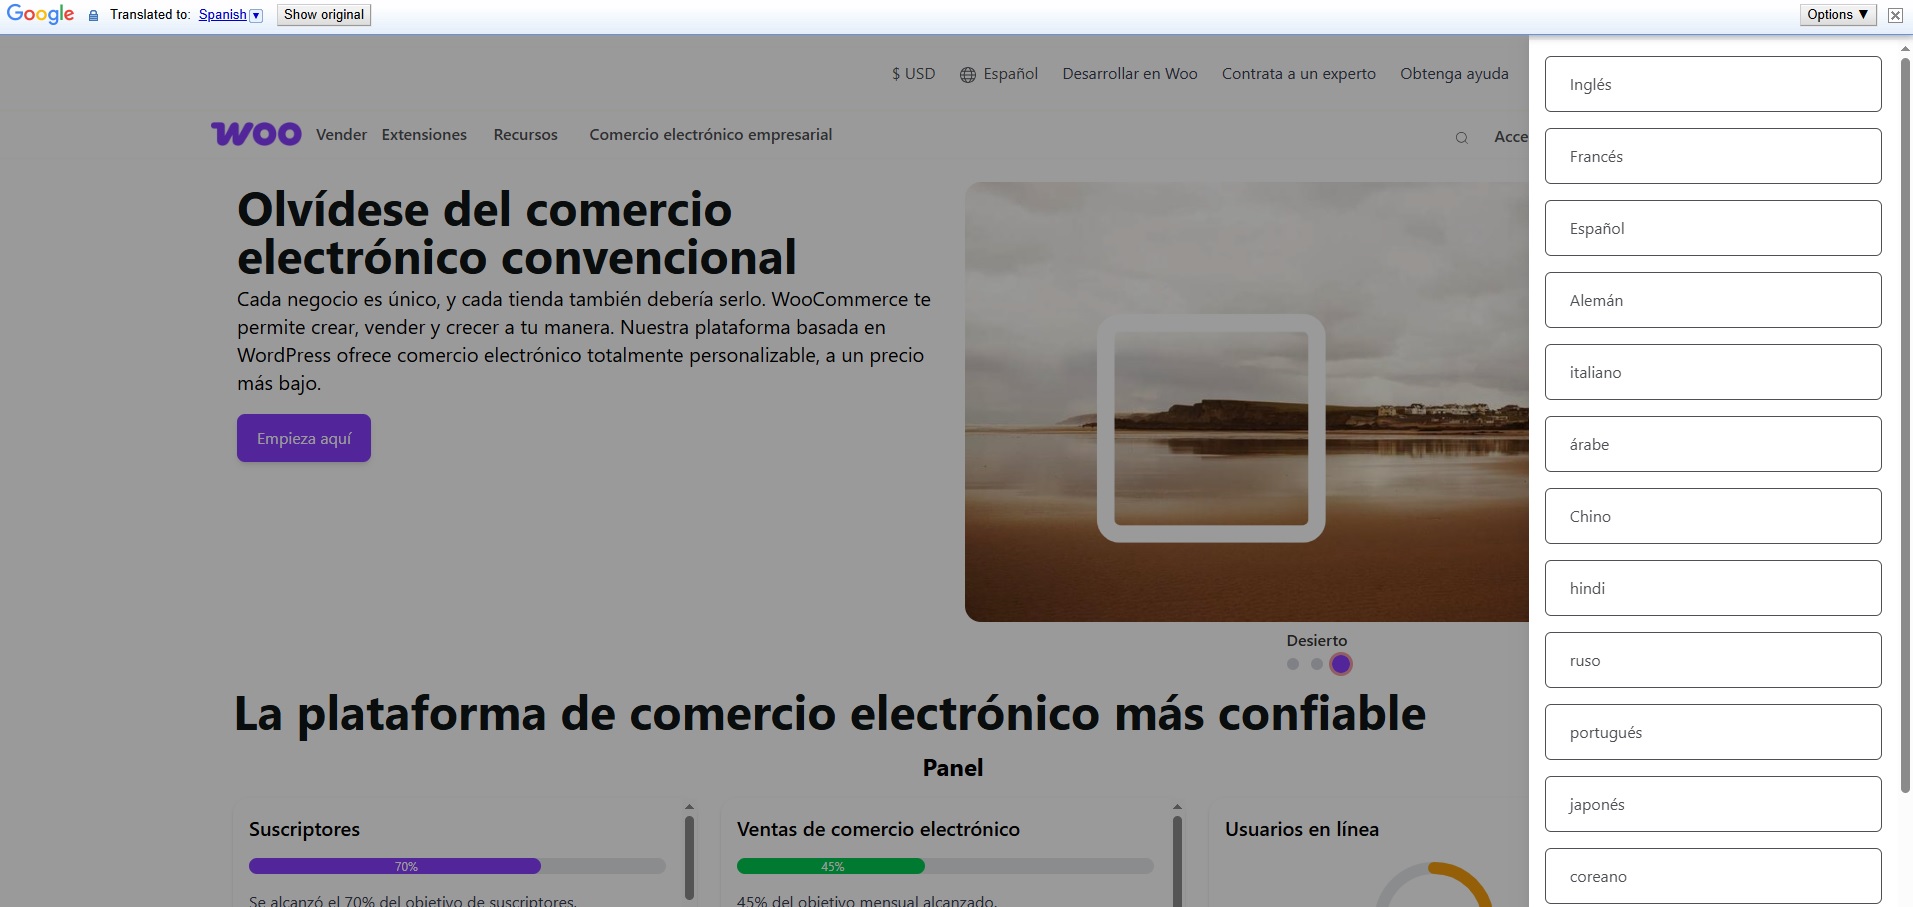 Google Translated to: Spanish Show original Options ▼
$ USD Español Desarrollar en Woo Contrata a un experto Obtenga ayuda
woo Vender Extensiones Recursos Comercio electrónico empresarial Acce
Olvídese del comercio
electrónico convencional
Cada negocio es único, y cada tienda también debería serlo. WooCommerce te
permite crear, vender y crecer a tu manera. Nuestra plataforma basada en
WordPress ofrece comercio electrónico totalmente personalizable, a un precio
más bajo.
Empieza aquí
Desierto
La plataforma de comercio electrónico más confiable
Panel
Suscriptores
70%
Se alcanzó el 70% del objetivo de suscriptores.
Ventas de comercio electrónico
45%
45% del objetivo mensual alcanzado.
Usuarios en línea
Inglés
Francés
Español
Alemán
italiano
árabe
Chino
hindi
ruso
portugués
japonés
coreano